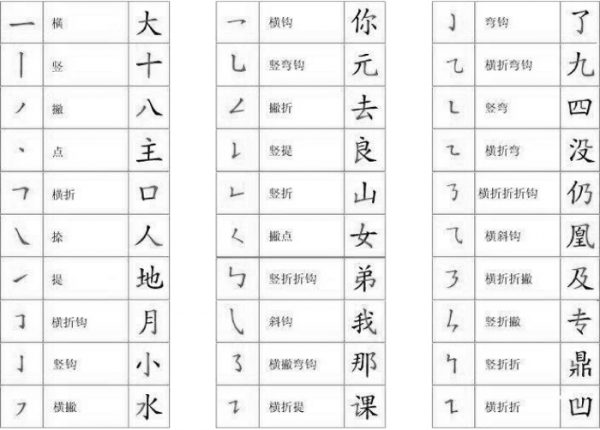 一 横 大
丨 竖 十
丿 撇 八
丶 点 主
𠃍 横折 口
㇏ 捺 人
㇀ 提 地
𠃌 横折钩 月
亅 竖钩 小
㇇ 横撇 水
乛 横钩 你
乚 竖弯钩 元
𠃋 撇折 去
𠄌 竖提 良
𠃊 竖折 山
𡿨 撇点 女
㇉ 竖折折钩 弟
㇂ 斜钩 我
㇌ 横撇弯钩 那
㇊ 横折提 课
㇁ 弯钩 了
㇈ 横折弯钩 九
㇄ 竖弯 四
㇍ 横折弯 没
㇡ 横折折折钩 仍
⺄ 横斜钩 凰
㇋ 横折折撇 及
ㄣ 竖折撇 专
㇞ 竖折折 鼎
㇅ 横折折 凹